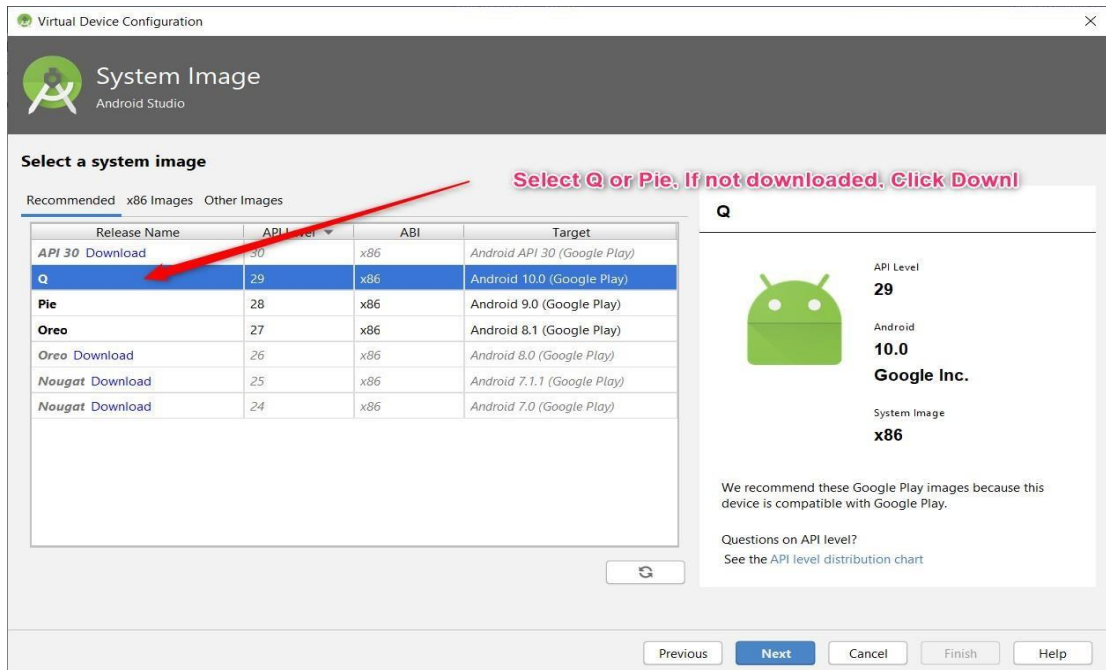 Virtual Device Configuration
System Image
Android Studio
Select a system image
Select Q or Pie, If not downloaded, Click Downl
Recommended x86 Images Other Images
Release Name API Level ABI Target
API 30 Download 30 x86 Android API 30 (Google Play)
Q 29 x86 Android 10.0 (Google Play)
Pie 28 x86 Android 9.0 (Google Play)
Oreo 27 x86 Android 8.1 (Google Play)
Oreo Download 26 x86 Android 8.0 (Google Play)
Nougat Download 25 x86 Android 7.1.1 (Google Play)
Nougat Download 24 x86 Android 7.0 (Google Play)
Q
API Level
29
Android
10.0
Google Inc.
System Image
x86
We recommend these Google Play images because this
device is compatible with Google Play.
Questions on API level?
See the API level distribution chart
Previous Next Cancel Finish Help